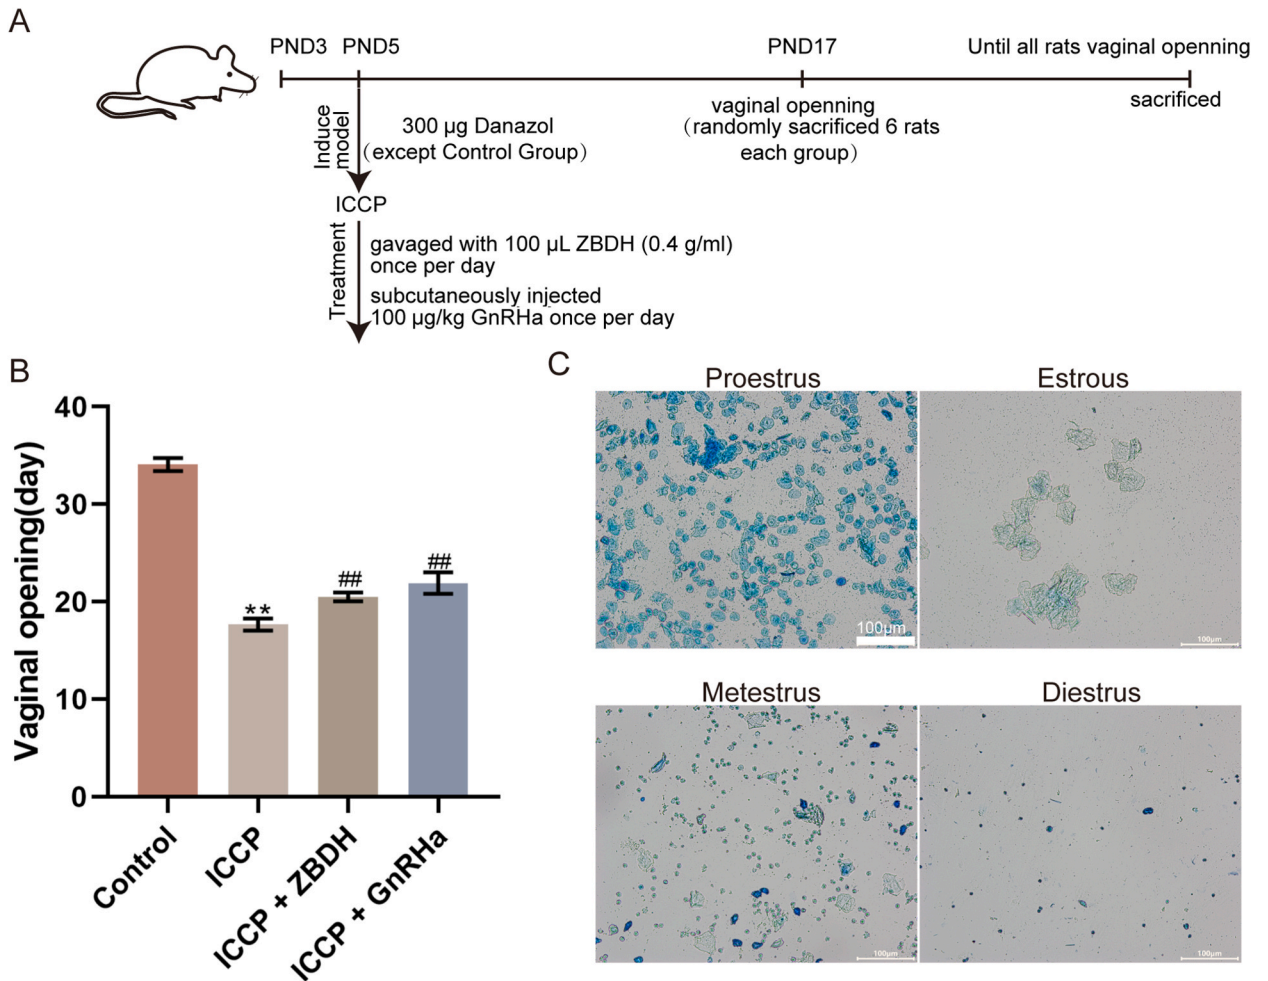 A
PND3
PND5
PND17
Until all rats vaginal openning
sacrificed
Induce
model
300 µg Danazol
(except Control Group)
vaginal openning
(randomly sacrificed 6 rats
each group)
ICCP
Treatment
gavaged with 100 µL ZBDH (0.4 g/ml)
once per day
subcutaneously injected
100 µg/kg GnRHa once per day
B
Vaginal opening(day)
40
30
20
10
0
**
##
##
Control
ICCP
ICCP + ZBDH
ICCP + GnRHa
C
Proestrus
Estrous
100µm
100µm
Metestrus
Diestrus
100µm
100µm